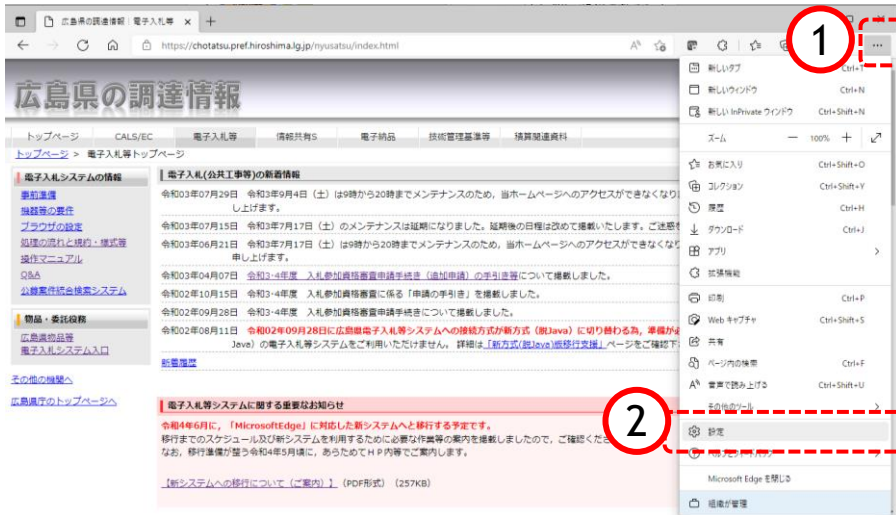 広島県の調達情報｜電子入札等
https://chotatsu.pref.hiroshima.lg.jp/nyusatsu/index.html
1
広島県の調達情報
トップページ CALS/EC 電子入札等 情報共有S 電子納品 技術管理基準等 積算関連資料
トップページ > 電子入札等トップページ
電子入札システムの情報
事前準備
機器等の要件
ブラウザの設定
処理の流れと規約・様式等
操作マニュアル
Q&A
公募案件統合検索システム
物品・委託役務
広島県物品等
電子入札システム入口
その他の機関へ
広島県庁のトップページへ
電子入札(公共工事等)の新着情報
令和03年07月29日 令和3年9月4日（土）は9時から20時までメンテナンスのため，当ホームページへのアクセスができなくなり
し上げます。
令和03年07月15日 令和3年7月17日（土）のメンテナンスは延期になりました。延期後の日程は改めて掲載いたします。ご迷惑
令和03年06月21日 令和3年7月17日（土）は9時から20時までメンテナンスのため，当ホームページへのアクセスができなくなり
申し上げます。
令和03年04月07日 令和3-4年度 入札参加資格審査申請手続き（追加申請）の手引き等について掲載しました。
令和02年10月15日 令和3-4年度 入札参加資格審査に係る「申請の手引き」を掲載しました。
令和02年09月28日 令和3-4年度 入札参加資格審査申請手続きについて掲載しました。
令和02年08月11日 令和02年09月28日に広島県電子入札等システムへの接続方式が新方式（脱Java）に切り替わる為，準備が
Java）の電子入札等システムをご利用いただけません。 詳細は「新方式(脱Java)版移行支援」ページをご確認下
新着履歴
電子入札等システムに関する重要なお知らせ
令和4年6月に，「MicrosoftEdge」に対応した新システムへと移行する予定です。
移行までのスケジュール及び新システムを利用するために必要な作業等の案内を掲載しましたので，ご確認くださ
なお，移行準備が整う令和4年5月頃に，あらためてＨＰ内等でご案内します。
【新システムへの移行について（ご案内）】（PDF形式）（257KB）
新しいタブ Ctrl+T
新しいウィンドウ Ctrl+N
新しい InPrivate ウィンドウ Ctrl+Shift+N
ズーム 100%
お気に入り Ctrl+Shift+O
コレクション Ctrl+Shift+Y
履歴 Ctrl+H
ダウンロード Ctrl+J
アプリ
拡張機能
印刷 Ctrl+P
Web キャプチャ Ctrl+Shift+S
共有
ページ内の検索 Ctrl+F
音声で読み上げる Ctrl+Shift+U
その他のツール
2
設定
ヘルプとフィードバック
Microsoft Edge を閉じる
組織が管理